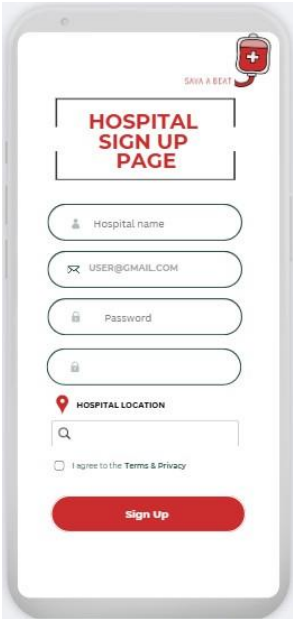 SAVA A BEAT
HOSPITAL
SIGN UP
PAGE
Hospital name
USER@GMAIL.COM
Password
HOSPITAL LOCATION
I agree to the Terms & Privacy
Sign Up